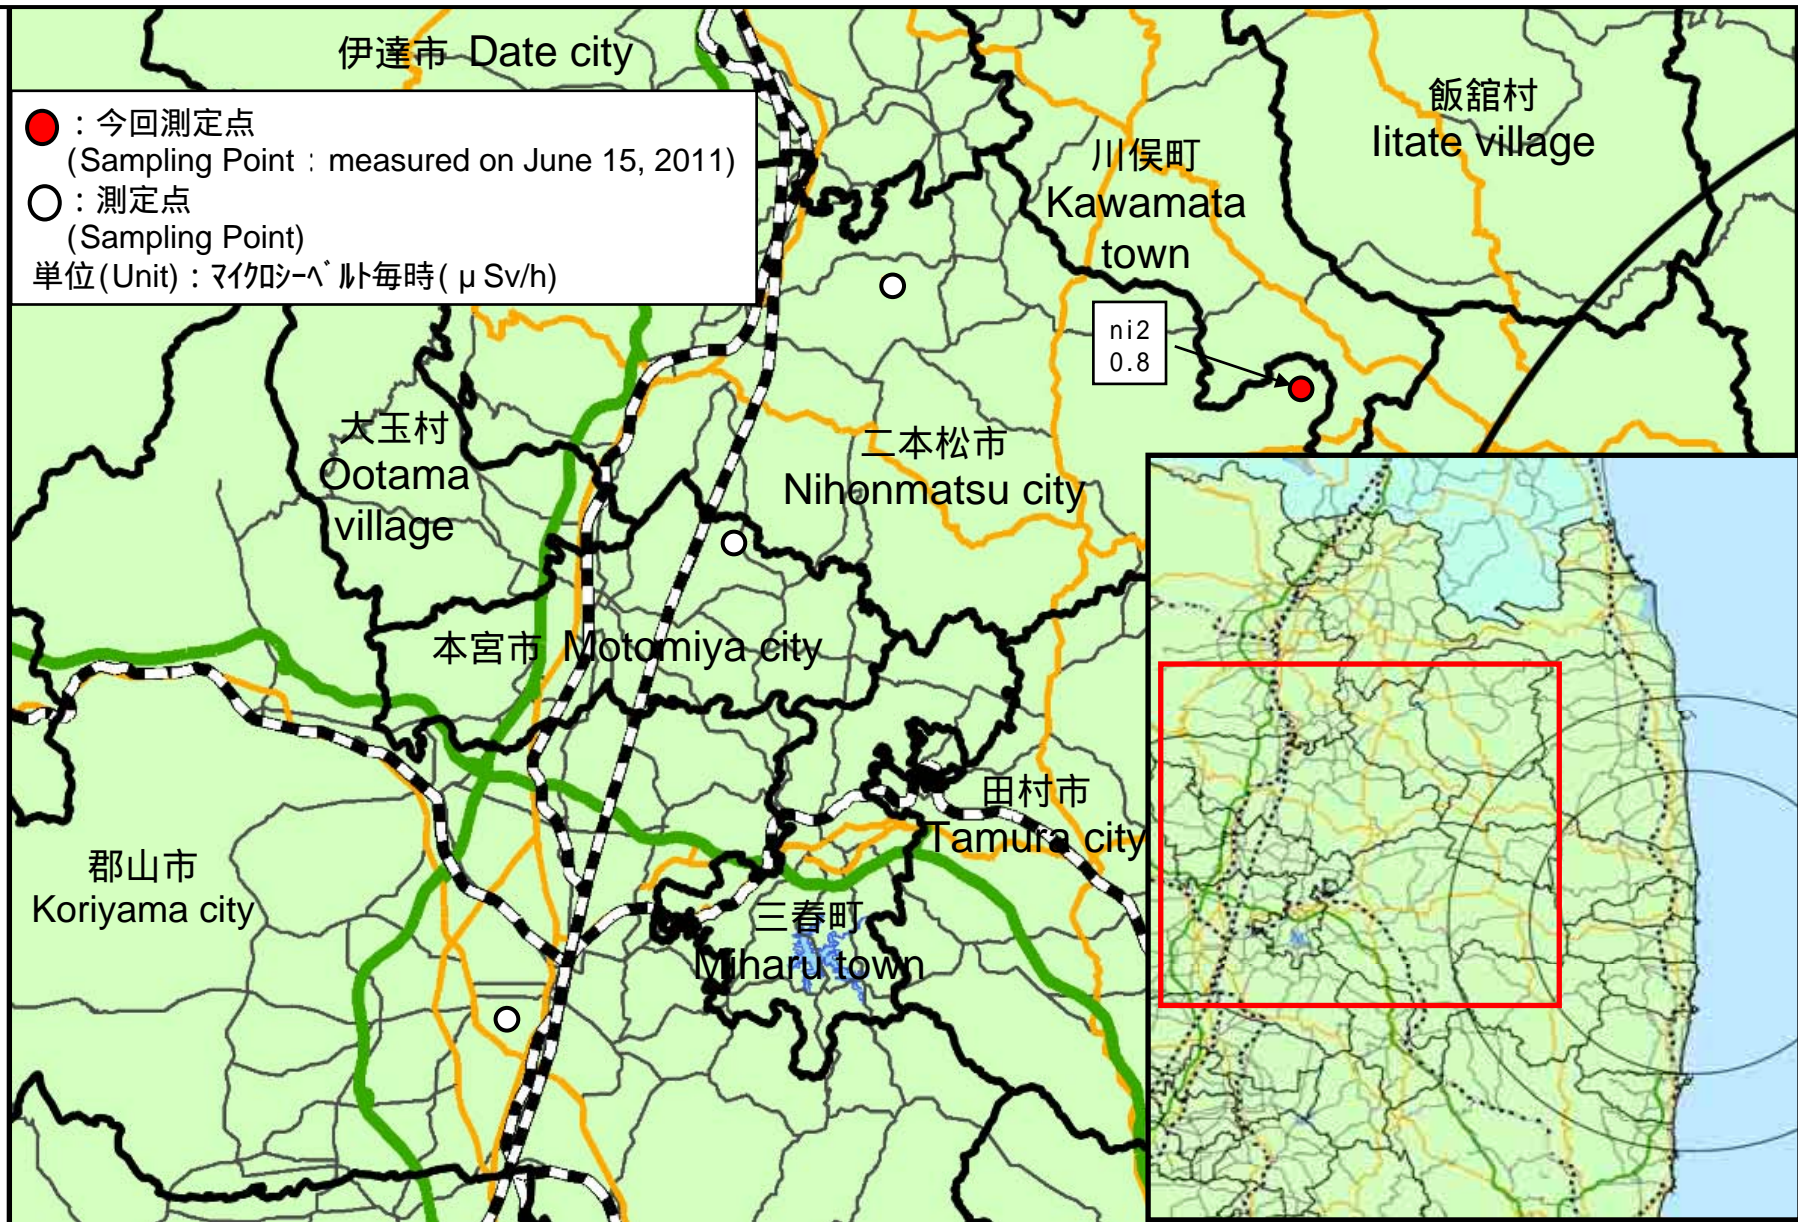 伊達市 Date city
：今回測定点
(Sampling Point : measured on June 15, 2011)
：測定点
(Sampling Point)
単位(Unit)：ﾏｲｸﾛｼｰﾍﾞﾙﾄ毎時( μ Sv/h)
飯舘村
Iitate village
川俣町
Kawamata
town
ni2
0.8
大玉村
Ootama
village
二本松市
Nihonmatsu city
本宮市 Motomiya city
田村市
Tamura city
郡山市
Koriyama city
三春町
Miharu town